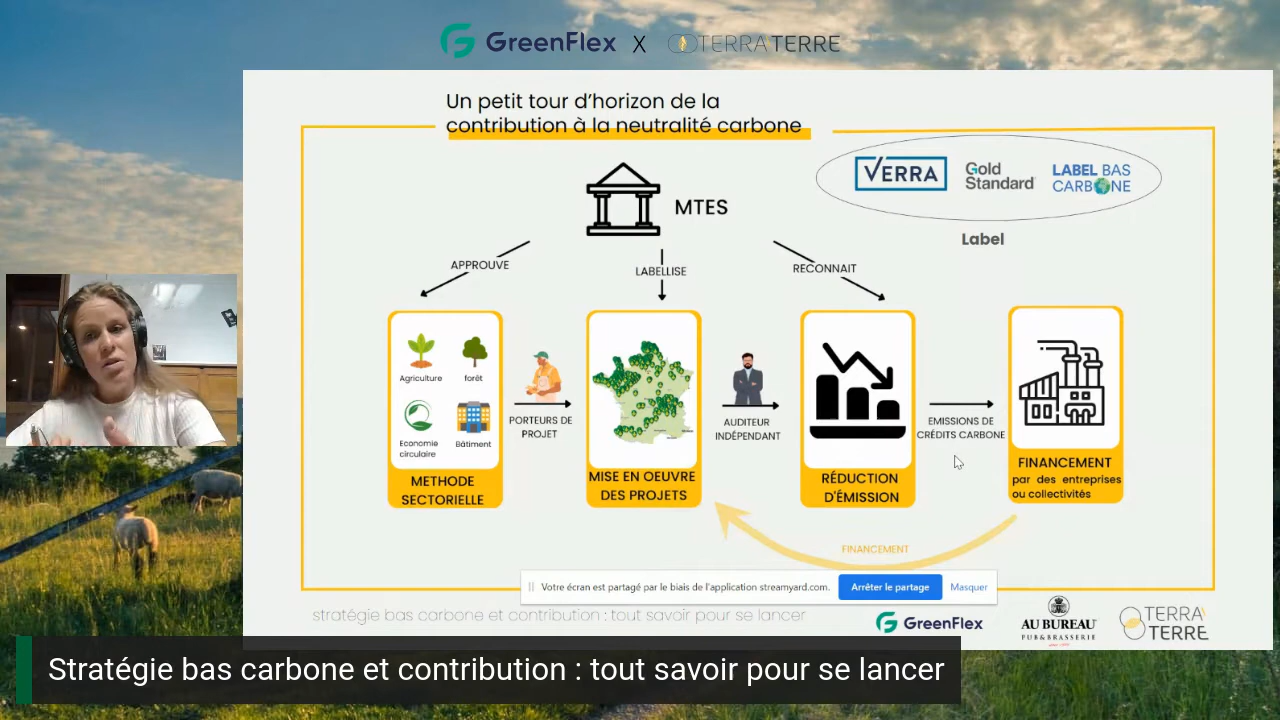 GreenFlex X TERRA TERRE
Un petit tour d'horizon de la
contribution à la neutralité carbone
VERRA
Gold
Standard
LABEL BAS
CARBONE
Label
MTES
APPROUVE
LABELLISE
RECONNAIT
Agriculture
forêt
Economie
circulaire
Bâtiment
METHODE
SECTORIELLE
PORTEURS DE
PROJET
MISE EN OEUVRE
DES PROJETS
AUDITEUR
INDÉPENDANT
RÉDUCTION
D'ÉMISSION
EMISSIONS DE
CRÉDITS CARBONE
FINANCEMENT
par des entreprises
ou collectivités
FINANCEMENT
Votre écran est partagé par le biais de l'application streamyard.com.
Arrêter le partage
Masquer
stratégie bas carbone et contribution : tout savoir pour se lancer
GreenFlex
AU BUREAU
PUB&BRASSERIE
TERRA
TERRE
Stratégie bas carbone et contribution : tout savoir pour se lancer